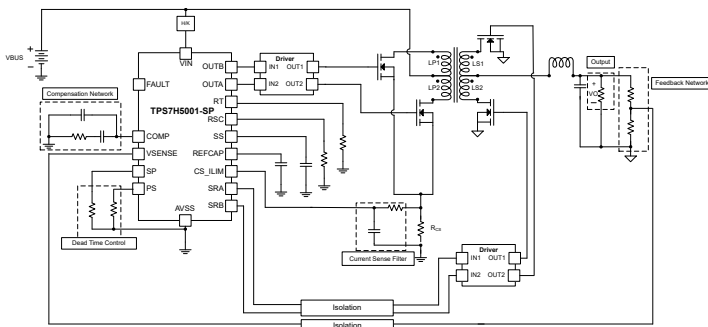 H/K
VBUS
VIN
Driver
OUTB
IN1 OUT1
OUTA
IN2 OUT2
LP1
LS1
LP2
LS2
Output
FAULT
RT
TPS7H5001-SP
Compensation Network
RSC
Feedback Network
VO
COMP
SS
VSENSE
REFCAP
SP
CS_ILIM
PS
SRA
AVSS
SRB
RCS
Dead Time Control
Current Sense Filter
Driver
IN1 OUT1
IN2 OUT2
Isolation
Isolation